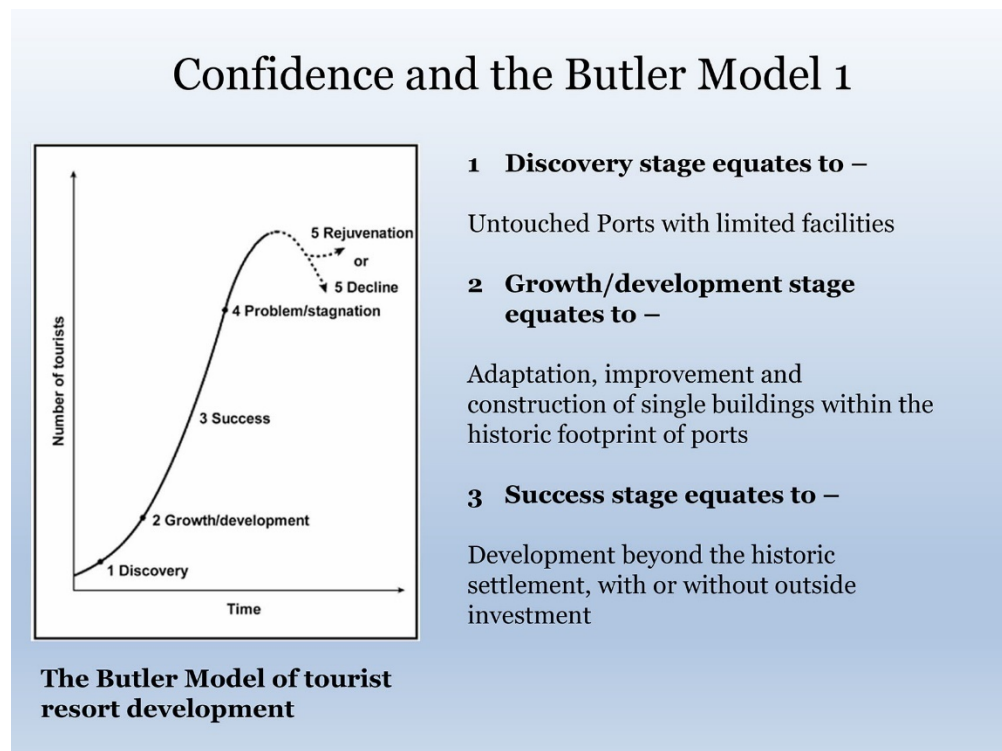 Confidence and the Butler Model 1
Number of tourists
5 Rejuvenation
or
5 Decline
4 Problem/stagnation
3 Success
2 Growth/development
1 Discovery
Time
The Butler Model of tourist
resort development
1 Discovery stage equates to –
Untouched Ports with limited facilities
2 Growth/development stage
equates to –
Adaptation, improvement and
construction of single buildings within the
historic footprint of ports
3 Success stage equates to –
Development beyond the historic
settlement, with or without outside
investment